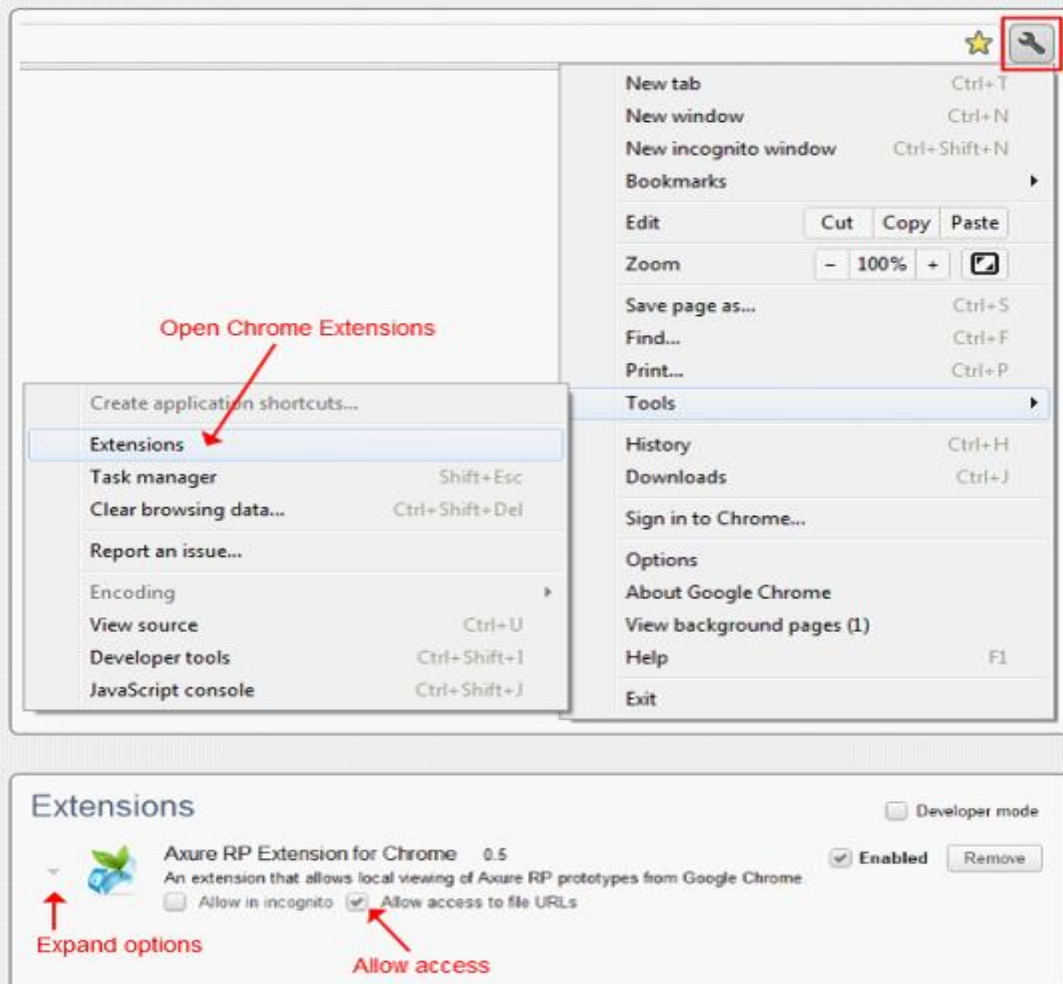 New tab Ctrl+T
New window Ctrl+N
New incognito window Ctrl+Shift+N
Bookmarks
Edit Cut Copy Paste
Zoom - 100% +
Save page as... Ctrl+S
Find... Ctrl+F
Print... Ctrl+P
Tools
History Ctrl+H
Downloads Ctrl+J
Sign in to Chrome...
Options
About Google Chrome
View background pages (1)
Help F1
Exit
Open Chrome Extensions
Create application shortcuts...
Extensions
Task manager Shift+Esc
Clear browsing data... Ctrl+Shift+Del
Report an issue...
Encoding
View source Ctrl+U
Developer tools Ctrl+Shift+I
JavaScript console Ctrl+Shift+J
Extensions
Developer mode
Axure RP Extension for Chrome 0.5
Enabled Remove
An extension that allows local viewing of Axure RP prototypes from Google Chrome
Allow in incognito Allow access to file URLs
Expand options
Allow access